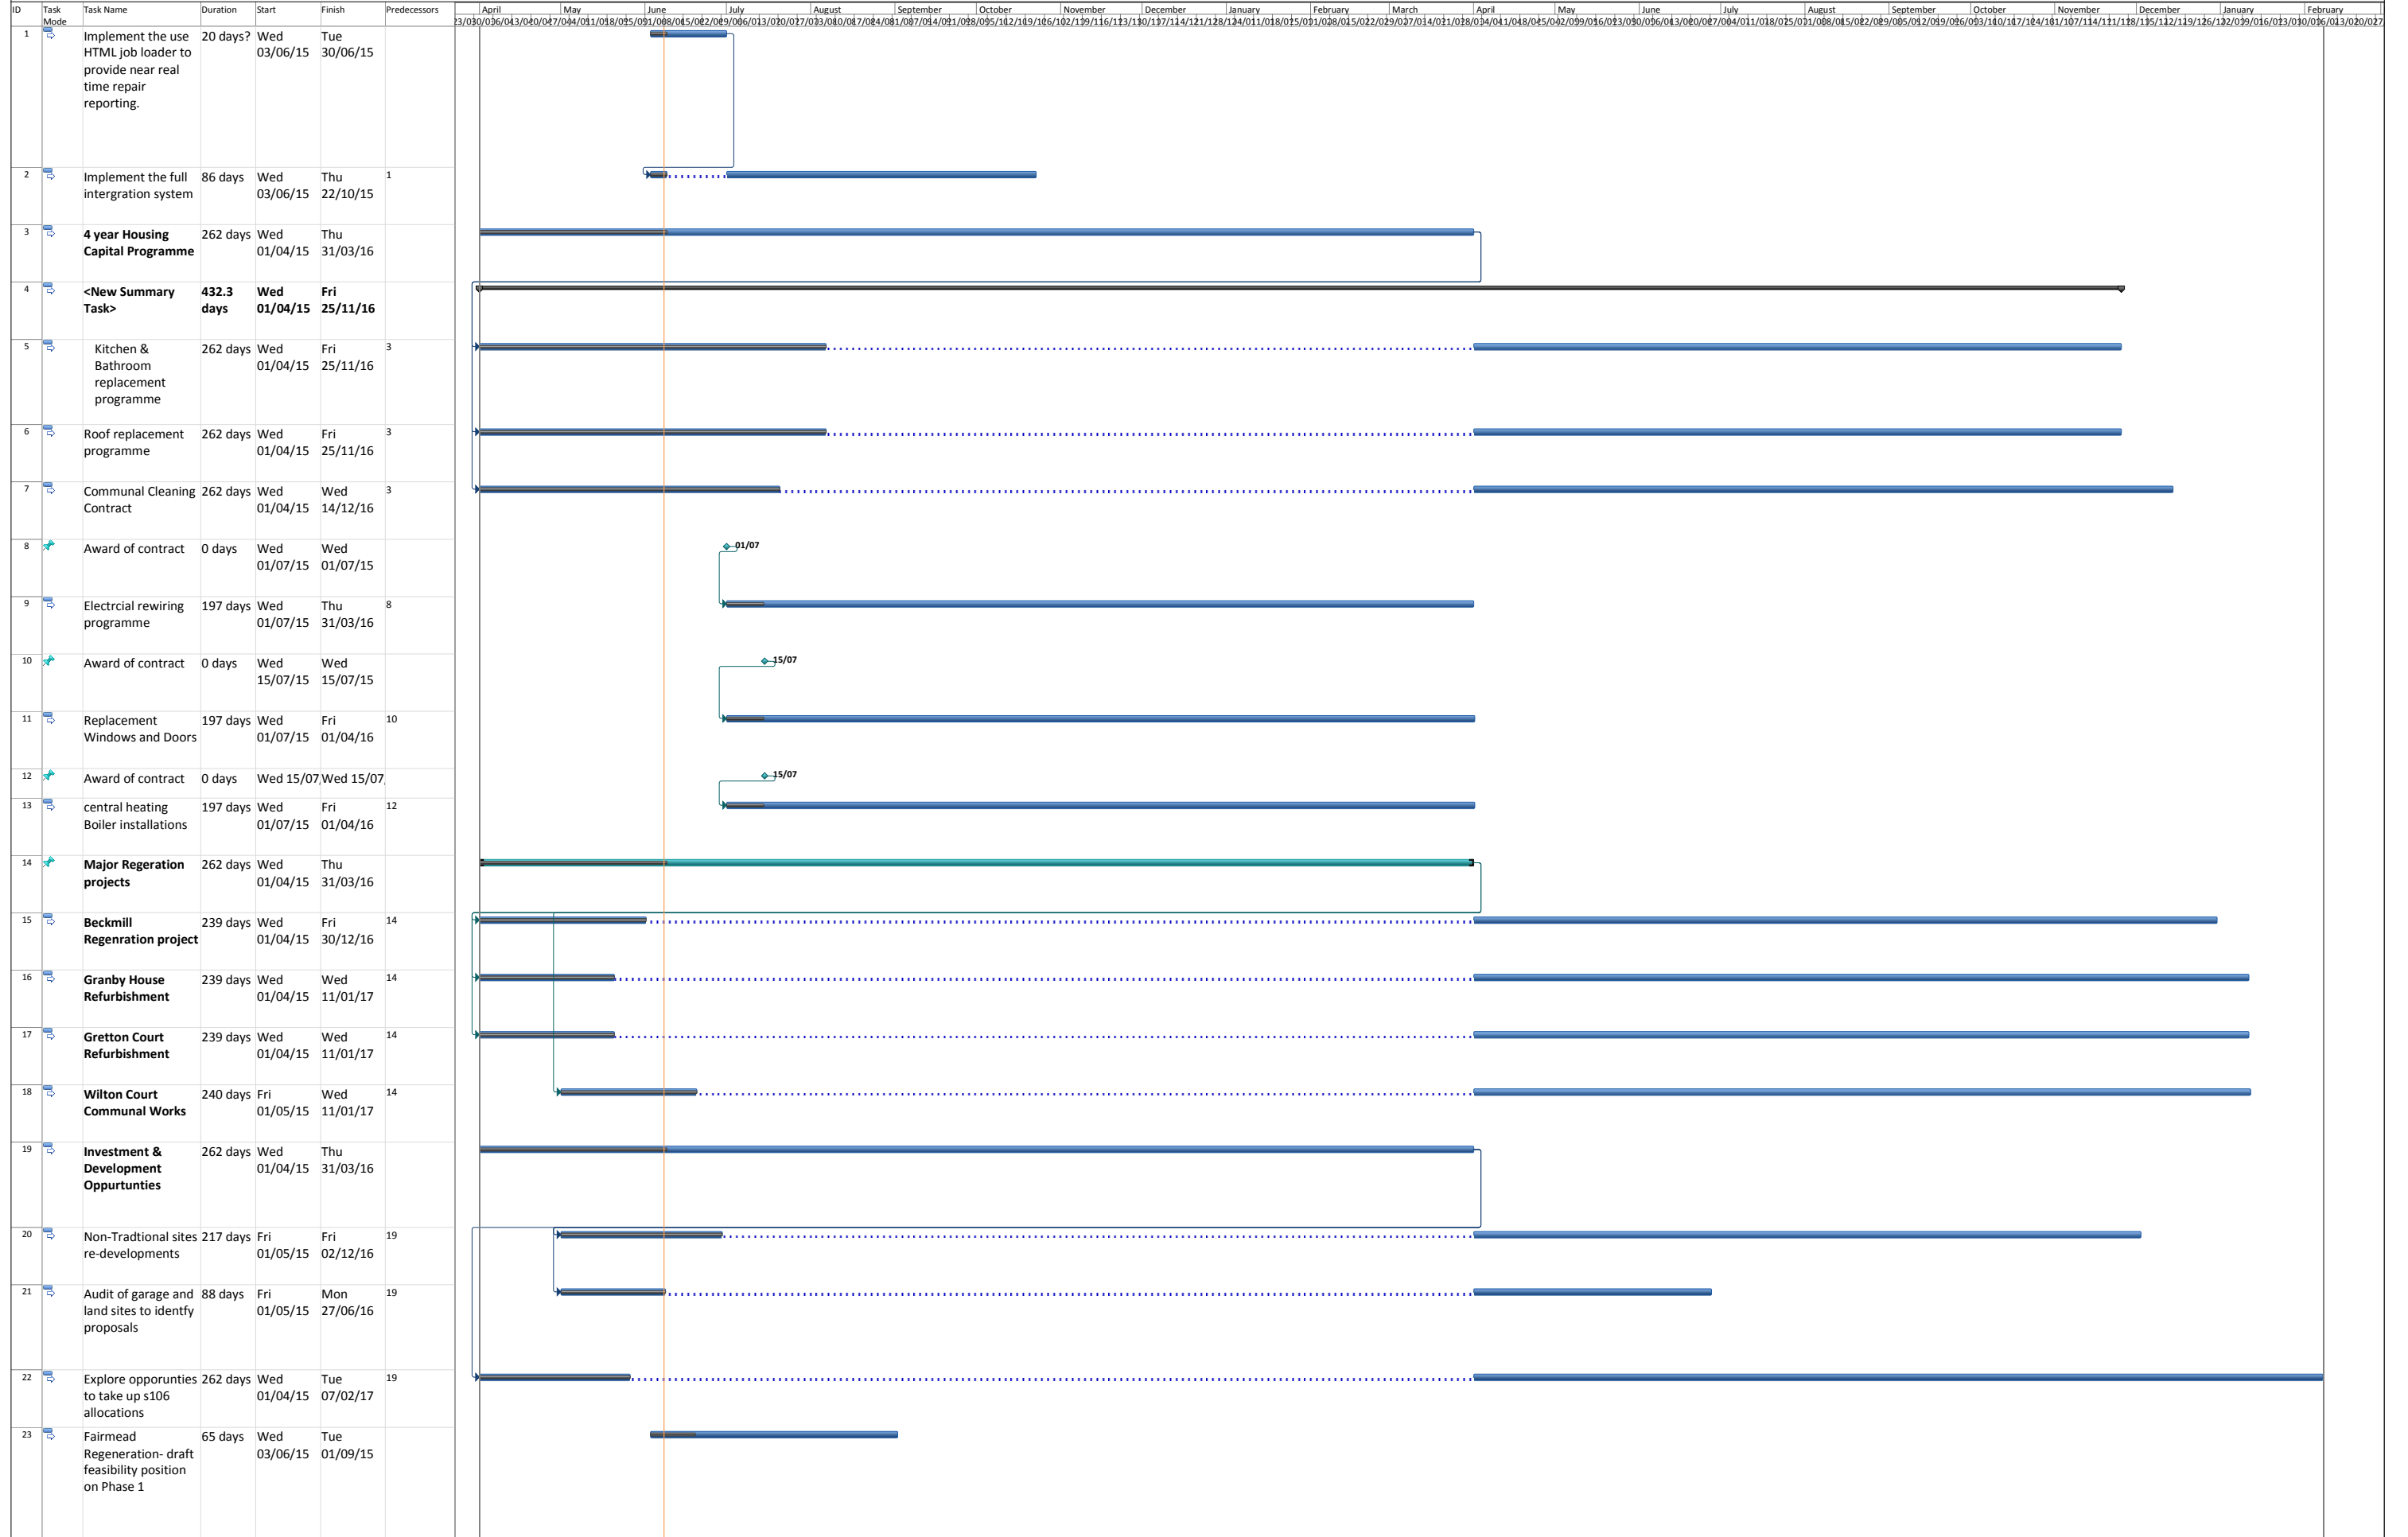 ID Task Mode Task Name Duration Start Finish Predecessors
April May June July August September October November December January February March April May June July August September October November December January February
1 Implement the use 20 days? Wed Tue
HTML job loader to 03/06/15 30/06/15
provide near real
time repair
reporting.
2 Implement the full 86 days Wed Thu 1
intergration system 03/06/15 22/10/15
3 4 year Housing 262 days Wed Thu
Capital Programme 01/04/15 31/03/16
4 <New Summary 432.3 Wed Fri
Task> days 01/04/15 25/11/16
5 Kitchen & 262 days Wed Fri 3
Bathroom 01/04/15 25/11/16
replacement
programme
6 Roof replacement 262 days Wed Fri 3
programme 01/04/15 25/11/16
7 Communal Cleaning 262 days Wed Wed 3
Contract 01/04/15 14/12/16
8 Award of contract 0 days Wed Wed 01/07
01/07/15 01/07/15
9 Electrcial rewiring 197 days Wed Thu 8
programme 01/07/15 31/03/16
10 Award of contract 0 days Wed Wed 15/07
15/07/15 15/07/15
11 Replacement 197 days Wed Fri 10
Windows and Doors 01/07/15 01/04/16
12 Award of contract 0 days Wed 15/07, Wed 15/07, 15/07
13 central heating 197 days Wed Fri 12
Boiler installations 01/07/15 01/04/16
14 Major Regeration 262 days Wed Thu
projects 01/04/15 31/03/16
15 Beckmill 239 days Wed Fri 14
Regenration project 01/04/15 30/12/16
16 Granby House 239 days Wed Wed 14
Refurbishment 01/04/15 11/01/17
17 Gretton Court 239 days Wed Wed 14
Refurbishment 01/04/15 11/01/17
18 Wilton Court 240 days Fri Wed 14
Communal Works 01/05/15 11/01/17
19 Investment & 262 days Wed Thu
Development 01/04/15 31/03/16
Oppurtunties
20 Non-Tradtional sites 217 days Fri Fri 19
re-developments 01/05/15 02/12/16
21 Audit of garage and 88 days Fri Mon 19
land sites to identfy 01/05/15 27/06/16
proposals
22 Explore opporunties 262 days Wed Tue 19
to take up s106 01/04/15 07/02/17
allocations
23 Fairmead 65 days Wed Tue
Regeneration- draft 03/06/15 01/09/15
feasibility position
on Phase 1